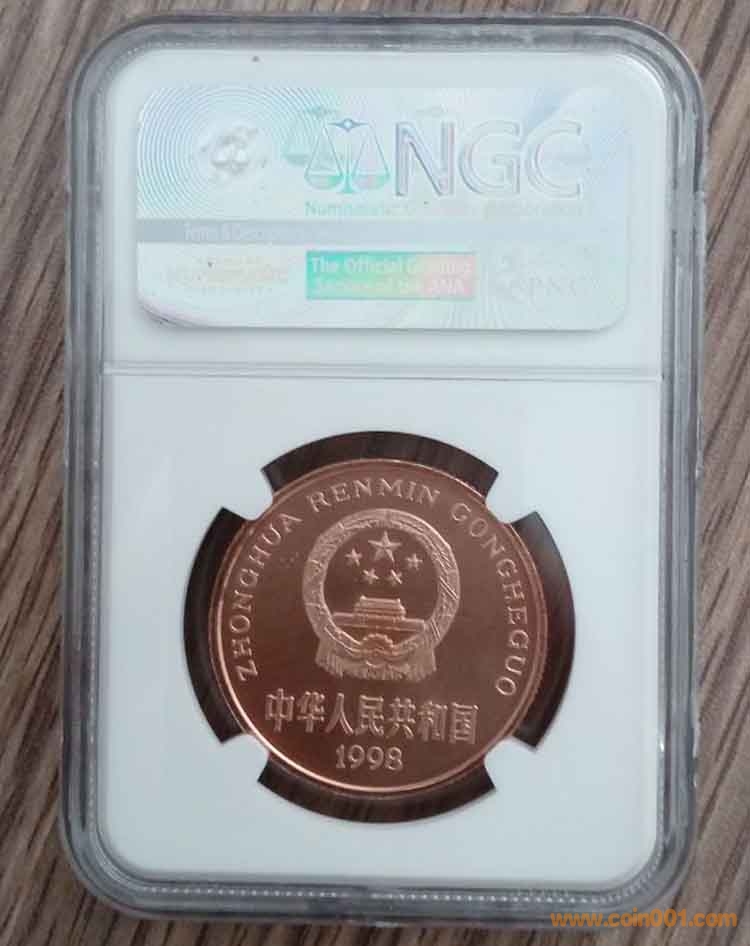 NGC
The Official Grading
Service of the ANA
PNG
ZHONGHUA RENMIN GONGHEGUO
中华人民共和国
1998
www.coin001.com